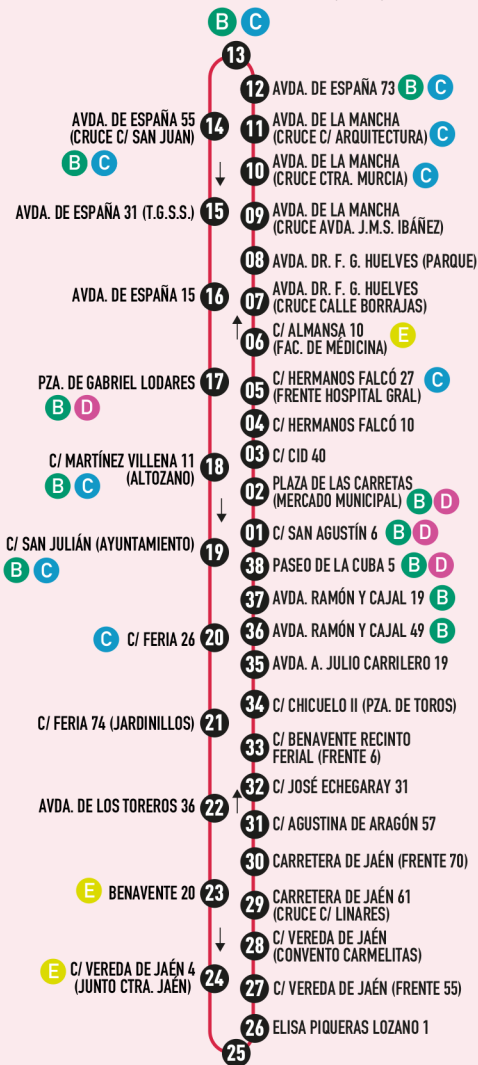 B C
13
12 AVDA. DE ESPAÑA 73 B C
AVDA. DE ESPAÑA 55
(CRUCE C/ SAN JUAN) 14
B C
11 AVDA. DE LA MANCHA
(CRUCE C/ ARQUITECTURA) C
10 AVDA. DE LA MANCHA
(CRUCE CTRA. MURCIA) C
AVDA. DE ESPAÑA 31 (T.G.S.S.) 15
09 AVDA. DE LA MANCHA
(CRUCE AVDA. J.M.S. IBÁÑEZ)
08 AVDA. DR. F. G. HUELVES (PARQUE)
AVDA. DE ESPAÑA 15 16
07 AVDA. DR. F. G. HUELVES
(CRUCE CALLE BORRAJAS)
06 C/ ALMANSA 10
(FAC. DE MÉDICINA) E
PZA. DE GABRIEL LODARES 17
B D
05 C/ HERMANOS FALCÓ 27
(FRENTE HOSPITAL GRAL) C
04 C/ HERMANOS FALCÓ 10
03 C/ CID 40
C/ MARTÍNEZ VILLENA 11
(ALTOZANO) 18
B C
02 PLAZA DE LAS CARRETAS
(MERCADO MUNICIPAL) B D
01 C/ SAN AGUSTÍN 6 B D
C/ SAN JULIÁN (AYUNTAMIENTO) 19
B C
38 PASEO DE LA CUBA 5 B D
37 AVDA. RAMÓN Y CAJAL 19 B
36 AVDA. RAMÓN Y CAJAL 49 B
C C/ FERIA 26 20
35 AVDA. A. JULIO CARRILERO 19
34 C/ CHICUELO II (PZA. DE TOROS)
C/ FERIA 74 (JARDINILLOS) 21
33 C/ BENAVENTE RECINTO
FERIAL (FRENTE 6)
32 C/ JOSÉ ECHEGARAY 31
AVDA. DE LOS TOREROS 36 22
31 C/ AGUSTINA DE ARAGÓN 57
30 CARRETERA DE JAÉN (FRENTE 70)
E BENAVENTE 20 23
29 CARRETERA DE JAÉN 61
(CRUCE C/ LINARES)
28 C/ VEREDA DE JAÉN
(CONVENTO CARMELITAS)
E C/ VEREDA DE JAÉN 4
(JUNTO CTRA. JAÉN) 24
27 C/ VEREDA DE JAÉN (FRENTE 55)
26 ELISA PIQUERAS LOZANO 1
25